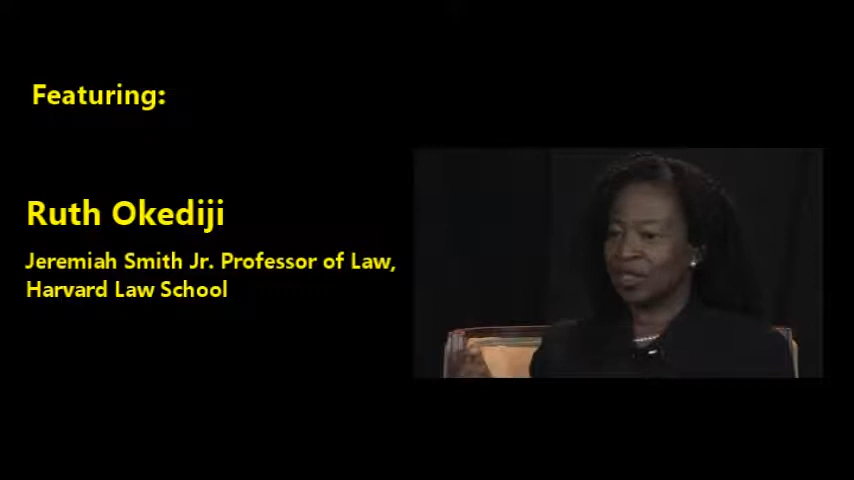 Featuring:
Ruth Okediji
Jeremiah Smith Jr. Professor of Law,
Harvard Law School